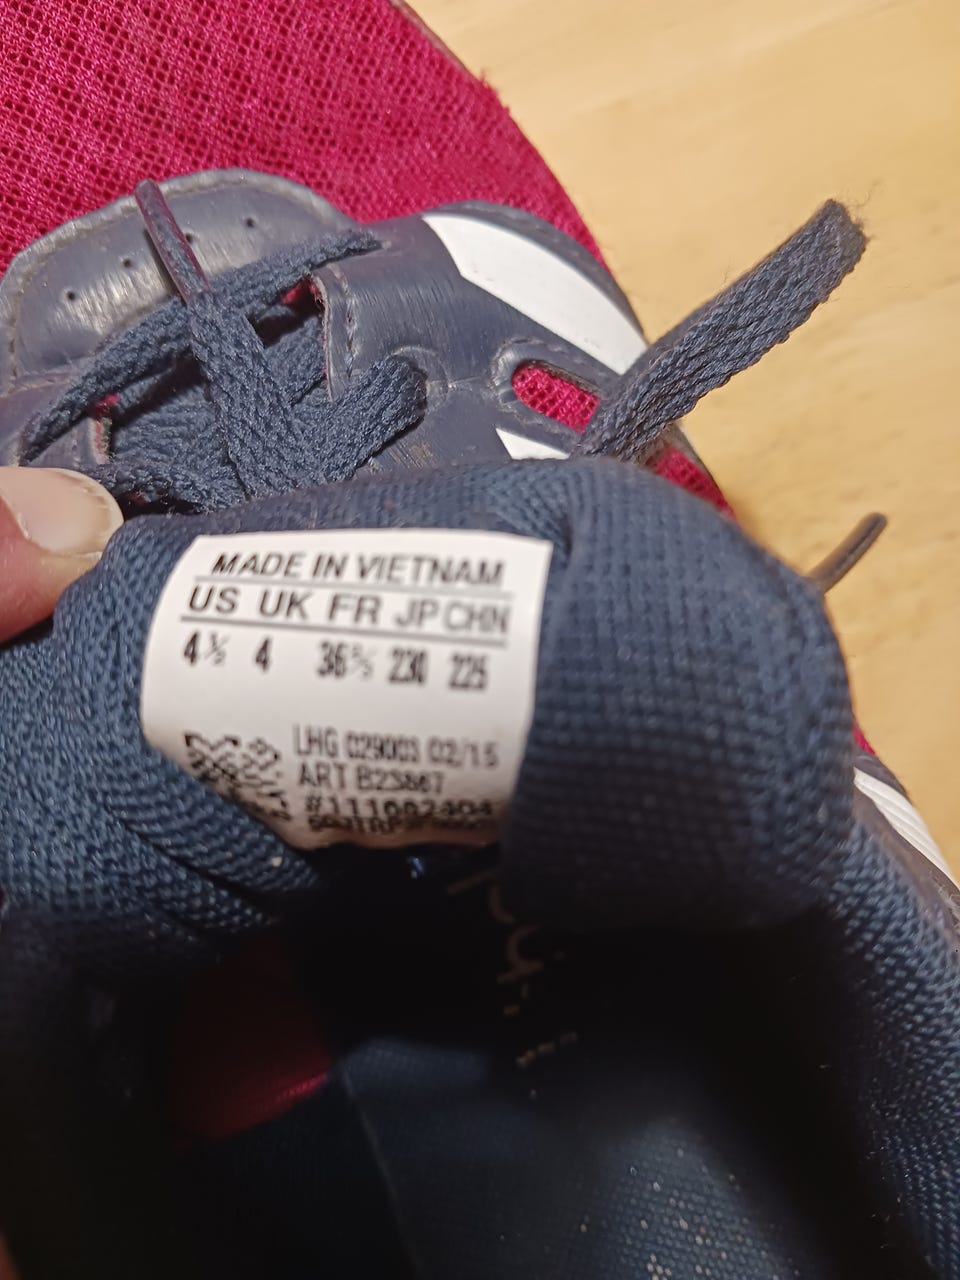 MADE IN VIETNAM
US UK FR JP CHN
4½ 4 36⅔ 230 225
LHG 029003 02/15
ART B23867